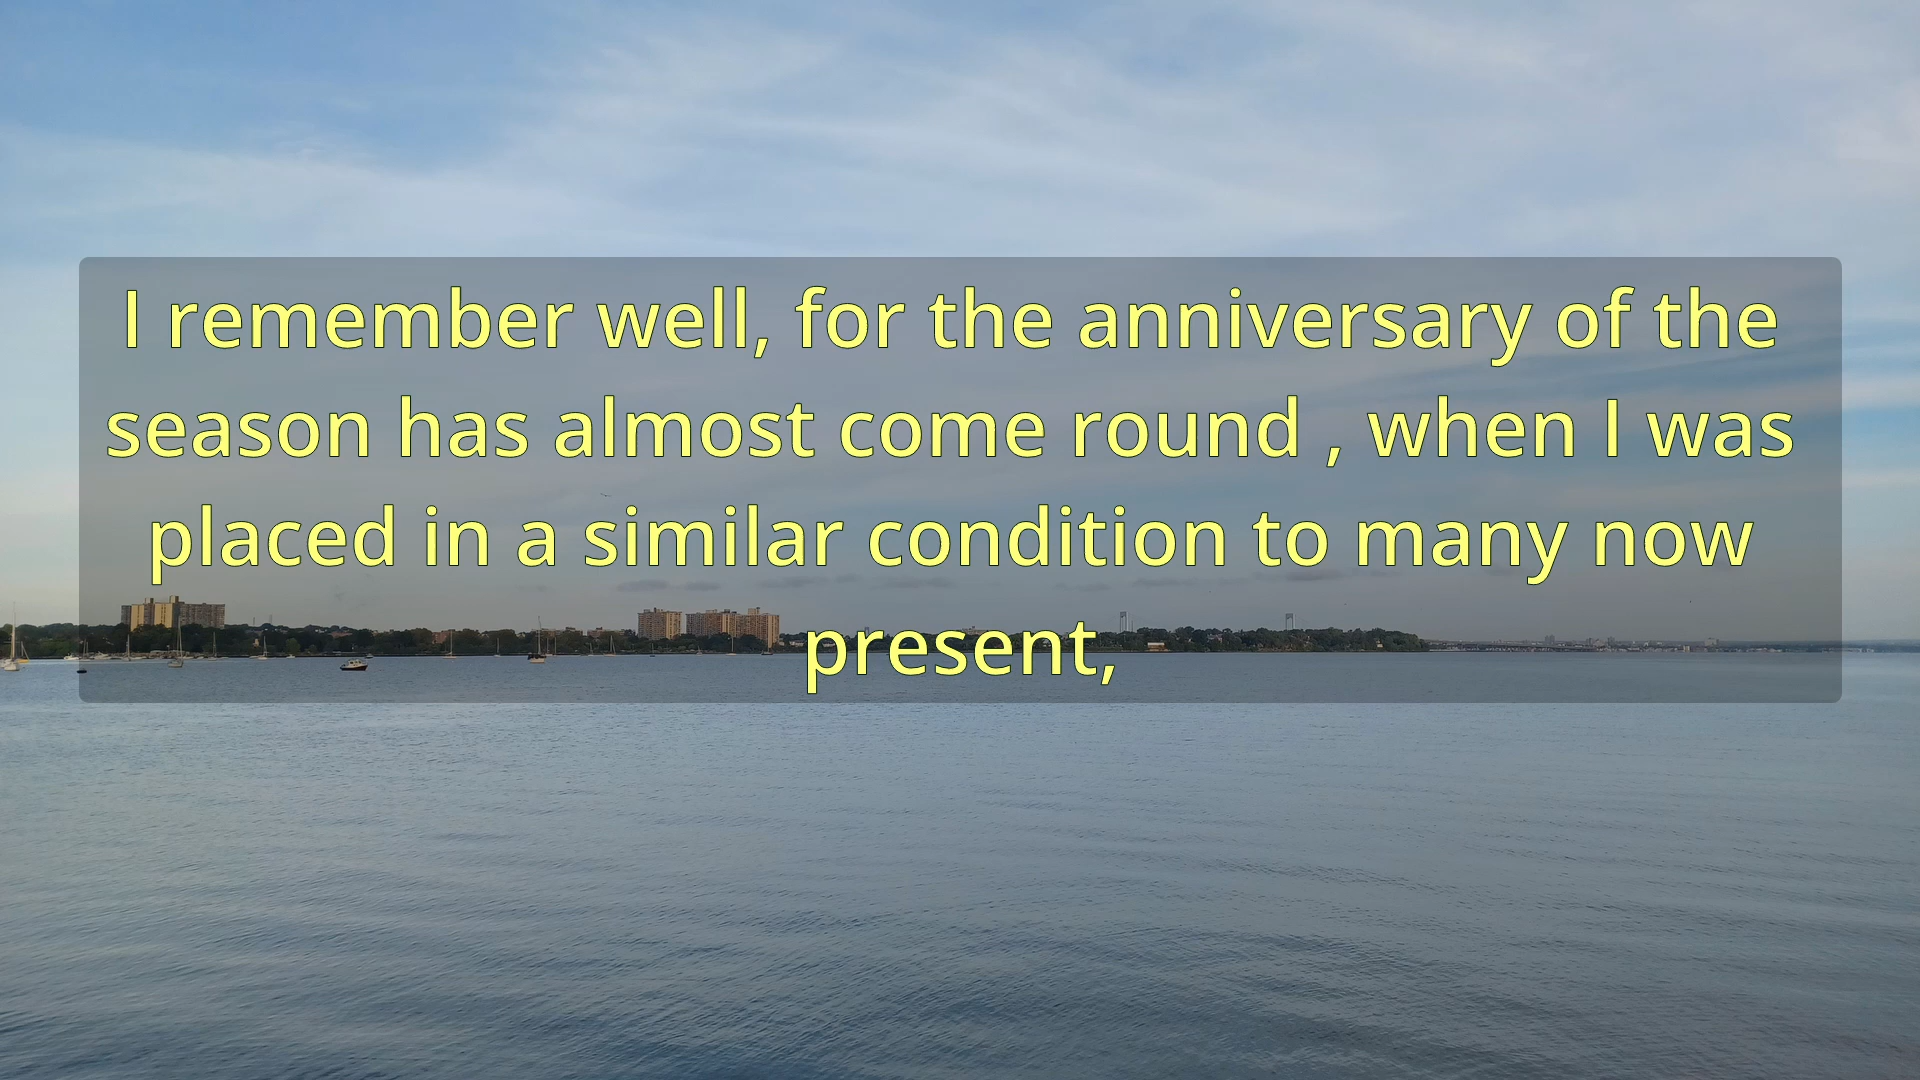 I remember well, for the anniversary of the
season has almost come round , when I was
placed in a similar condition to many now
present,